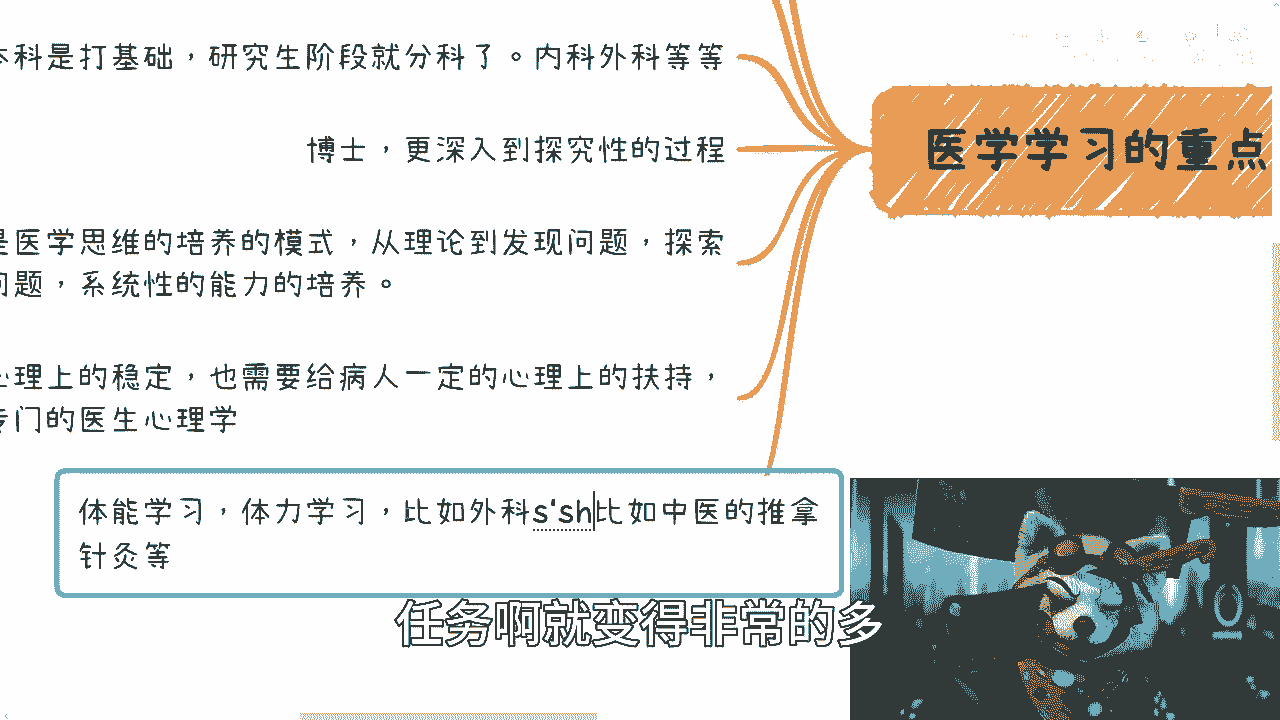 本科是打基础，研究生阶段就分科了。内科外科等等
博士，更深入到探究性的过程
医学学习的重点
是医学思维的培养的模式，从理论到发现问题，探索
问题，系统性的能力的培养。
心理上的稳定，也需要给病人一定的心理上的扶持，
专门的医生心理学
体能学习，体力学习，比如外科s'sh比如中医的推拿
针灸等
任务啊就变得非常的多